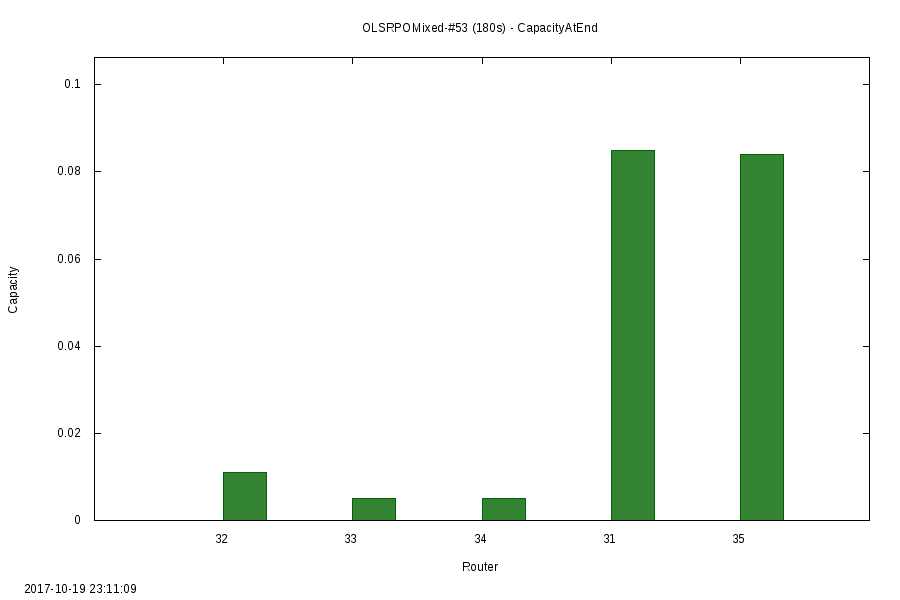 OLSRPOMixed-#53 (180s) - CapacityAtEnd
0.1
0.08
0.06
0.04
0.02
0
Capacity
32 33 34 31 35
Router
2017-10-19 23:11:09